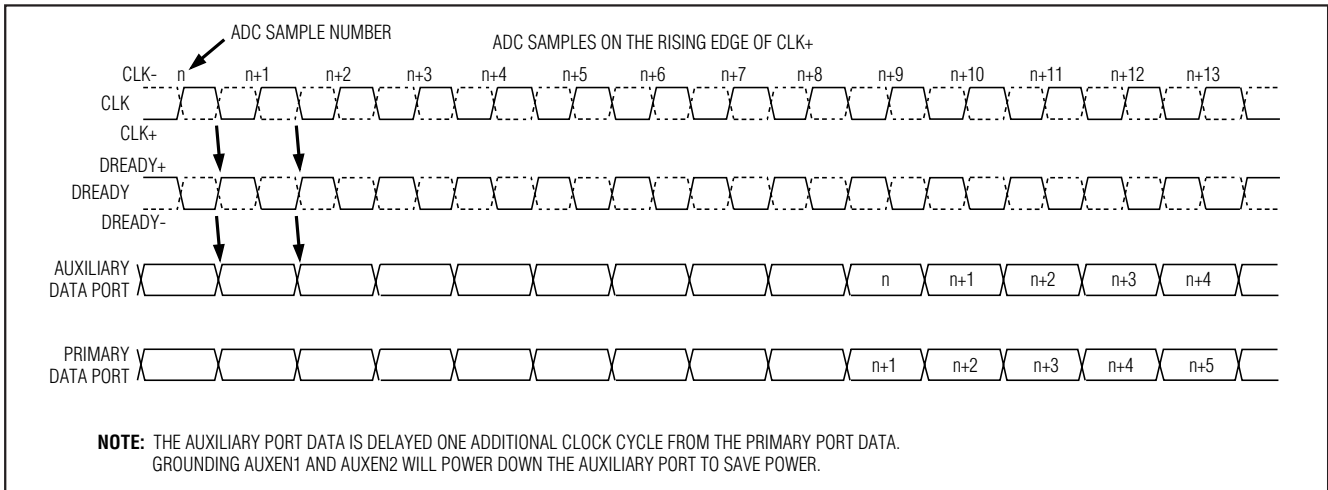 ADC SAMPLE NUMBER
ADC SAMPLES ON THE RISING EDGE OF CLK+
CLK- n n+1 n+2 n+3 n+4 n+5 n+6 n+7 n+8 n+9 n+10 n+11 n+12 n+13
CLK
CLK+
DREADY+
DREADY
DREADY-
AUXILIARY
DATA PORT
n n+1 n+2 n+3 n+4
PRIMARY
DATA PORT
n+1 n+2 n+3 n+4 n+5
NOTE: THE AUXILIARY PORT DATA IS DELAYED ONE ADDITIONAL CLOCK CYCLE FROM THE PRIMARY PORT DATA.
GROUNDING AUXEN1 AND AUXEN2 WILL POWER DOWN THE AUXILIARY PORT TO SAVE POWER.